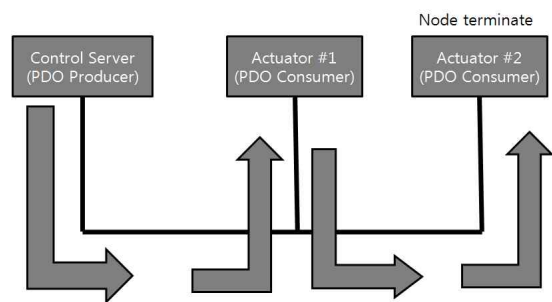 Node terminate
Control Server
(PDO Producer)
Actuator #1
(PDO Consumer)
Actuator #2
(PDO Consumer)